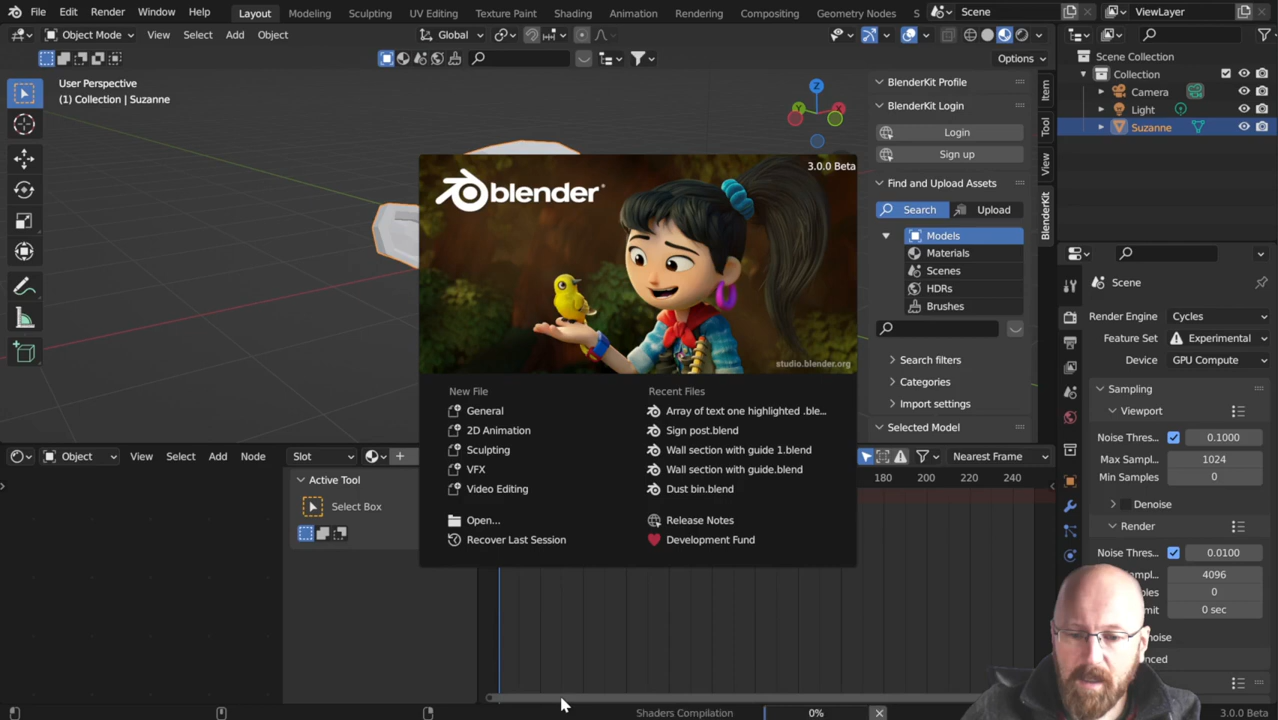 File Edit Render Window Help Layout Modeling Sculpting UV Editing Texture Paint Shading Animation Rendering Compositing Geometry Nodes S Scene ViewLayer
Object Mode View Select Add Object Global
Options
User Perspective
(1) Collection | Suzanne
Z
Y
X
BlenderKit Profile
BlenderKit Login
Login
Sign up
Find and Upload Assets
Search Upload
Models
Materials
Scenes
HDRs
Brushes
Search filters
Categories
Import settings
Selected Model
Item
Tool
View
BlenderKit
Scene Collection
Collection
Camera
Light
Suzanne
Scene
Render Engine Cycles
Feature Set Experimental
Device GPU Compute
Sampling
Viewport
Noise Thres... 0.1000
Max Sampl... 1024
Min Samples 0
Denoise
Render
Noise Thres... 0.0100
4096
0
0 sec
3.0.0 Beta
blender
studio.blender.org
New File
General
2D Animation
Sculpting
VFX
Video Editing
Open...
Recover Last Session
Recent Files
Array of text one highlighted .ble...
Sign post.blend
Wall section with guide 1.blend
Wall section with guide.blend
Dust bin.blend
Release Notes
Development Fund
Object View Select Add Node Slot
Nearest Frame
Active Tool
Select Box
180 200 220 240
Shaders Compilation 0% 3.0.0 Beta